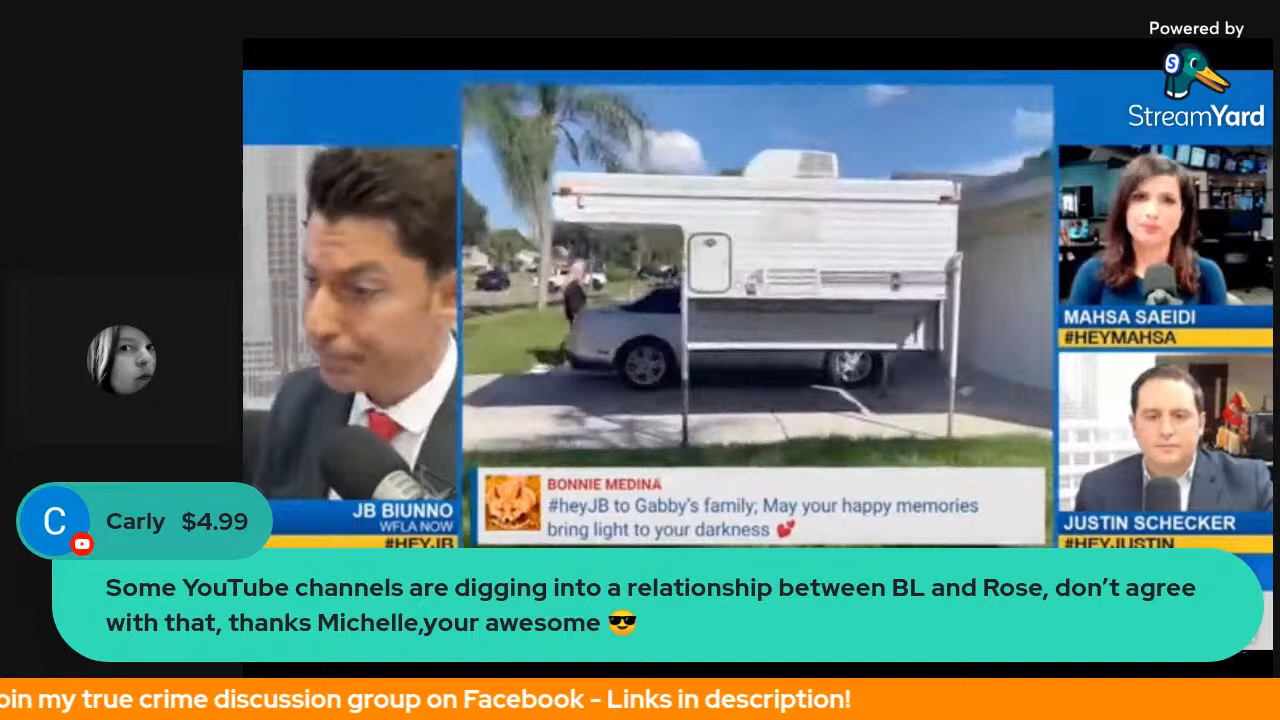 Powered by
StreamYard
MAHSA SAEIDI
#HEYMAHSA
BONNIE MEDINA
#heyJB to Gabby's family; May your happy memories
bring light to your darkness 💕
JB BIUNNO
WFLA NOW
#HEYJB
JUSTIN SCHECKER
#HEYJUSTIN
C
Carly $4.99
Some YouTube channels are digging into a relationship between BL and Rose, don’t agree
with that, thanks Michelle,your awesome 😎
oin my true crime discussion group on Facebook - Links in description!